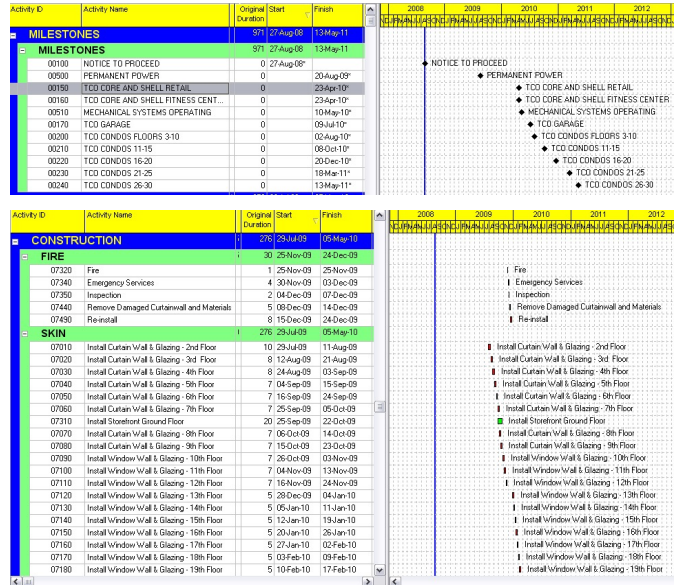 Activity ID Activity Name Original Duration Start Finish 2008 2009 2010 2011 2012
MILESTONES 971 27-Aug-08 13-May-11
MILESTONES 971 27-Aug-08 13-May-11
00100 NOTICE TO PROCEED 0 27-Aug-08* NOTICE TO PROCEED
00500 PERMANENT POWER 0 20-Aug-09* PERMANENT POWER
00150 TCO CORE AND SHELL RETAIL 0 23-Apr-10* TCO CORE AND SHELL RETAIL
00160 TCO CORE AND SHELL FITNESS CENT... 0 23-Apr-10* TCO CORE AND SHELL FITNESS CENTER
00510 MECHANICAL SYSTEMS OPERATING 0 10-May-10* MECHANICAL SYSTEMS OPERATING
00170 TCO GARAGE 0 09-Jul-10* TCO GARAGE
00200 TCO CONDOS FLOORS 3-10 0 02-Aug-10* TCO CONDOS FLOORS 3-10
00210 TCO CONDOS 11-15 0 08-Oct-10* TCO CONDOS 11-15
00220 TCO CONDOS 16-20 0 20-Dec-10* TCO CONDOS 16-20
00230 TCO CONDOS 21-25 0 18-Mar-11* TCO CONDOS 21-25
00240 TCO CONDOS 26-30 0 13-May-11* TCO CONDOS 26-30
Activity ID Activity Name Original Duration Start Finish 2008 2009 2010 2011 2012
CONSTRUCTION 276 29-Jul-09 05-May-10
FIRE 30 25-Nov-09 24-Dec-09
07320 Fire 1 25-Nov-09 25-Nov-09 Fire
07340 Emergency Services 4 30-Nov-09 03-Dec-09 Emergency Services
07350 Inspection 2 04-Dec-09 07-Dec-09 Inspection
07440 Remove Damaged Curtainwall and Materials 5 08-Dec-09 14-Dec-09 Remove Damaged Curtainwall and Materials
07490 Re-install 8 15-Dec-09 24-Dec-09 Re-install
SKIN 276 29-Jul-09 05-May-10
07010 Install Curtain Wall & Glazing - 2nd Floor 10 29-Jul-09 11-Aug-09 Install Curtain Wall & Glazing - 2nd Floor
07020 Install Curtain Wall & Glazing - 3rd Floor 8 12-Aug-09 21-Aug-09 Install Curtain Wall & Glazing - 3rd Floor
07030 Install Curtain Wall & Glazing - 4th Floor 8 24-Aug-09 03-Sep-09 Install Curtain Wall & Glazing - 4th Floor
07040 Install Curtain Wall & Glazing - 5th Floor 7 04-Sep-09 15-Sep-09 Install Curtain Wall & Glazing - 5th Floor
07050 Install Curtain Wall & Glazing - 6th Floor 7 16-Sep-09 24-Sep-09 Install Curtain Wall & Glazing - 6th Floor
07060 Install Curtain Wall & Glazing - 7th Floor 7 25-Sep-09 05-Oct-09 Install Curtain Wall & Glazing - 7th Floor
07310 Install Storefront Ground Floor 20 25-Sep-09 22-Oct-09 Install Storefront Ground Floor
07070 Install Curtain Wall & Glazing - 8th Floor 7 06-Oct-09 14-Oct-09 Install Curtain Wall & Glazing - 8th Floor
07080 Install Curtain Wall & Glazing - 9th Floor 7 15-Oct-09 23-Oct-09 Install Curtain Wall & Glazing - 9th Floor
07090 Install Window Wall & Glazing - 10th Floor 7 26-Oct-09 03-Nov-09 Install Window Wall & Glazing - 10th Floor
07100 Install Window Wall & Glazing - 11th Floor 7 04-Nov-09 13-Nov-09 Install Window Wall & Glazing - 11th Floor
07110 Install Window Wall & Glazing - 12th Floor 7 16-Nov-09 24-Nov-09 Install Window Wall & Glazing - 12th Floor
07120 Install Window Wall & Glazing - 13th Floor 5 28-Dec-09 04-Jan-10 Install Window Wall & Glazing - 13th Floor
07130 Install Window Wall & Glazing - 14th Floor 5 05-Jan-10 11-Jan-10 Install Window Wall & Glazing - 14th Floor
07140 Install Window Wall & Glazing - 15th Floor 5 12-Jan-10 19-Jan-10 Install Window Wall & Glazing - 15th Floor
07150 Install Window Wall & Glazing - 16th Floor 5 20-Jan-10 26-Jan-10 Install Window Wall & Glazing - 16th Floor
07160 Install Window Wall & Glazing - 17th Floor 5 27-Jan-10 02-Feb-10 Install Window Wall & Glazing - 17th Floor
07170 Install Window Wall & Glazing - 18th Floor 5 03-Feb-10 09-Feb-10 Install Window Wall & Glazing - 18th Floor
07180 Install Window Wall & Glazing - 19th Floor 5 10-Feb-10 17-Feb-10 Install Window Wall & Glazing - 19th Floor